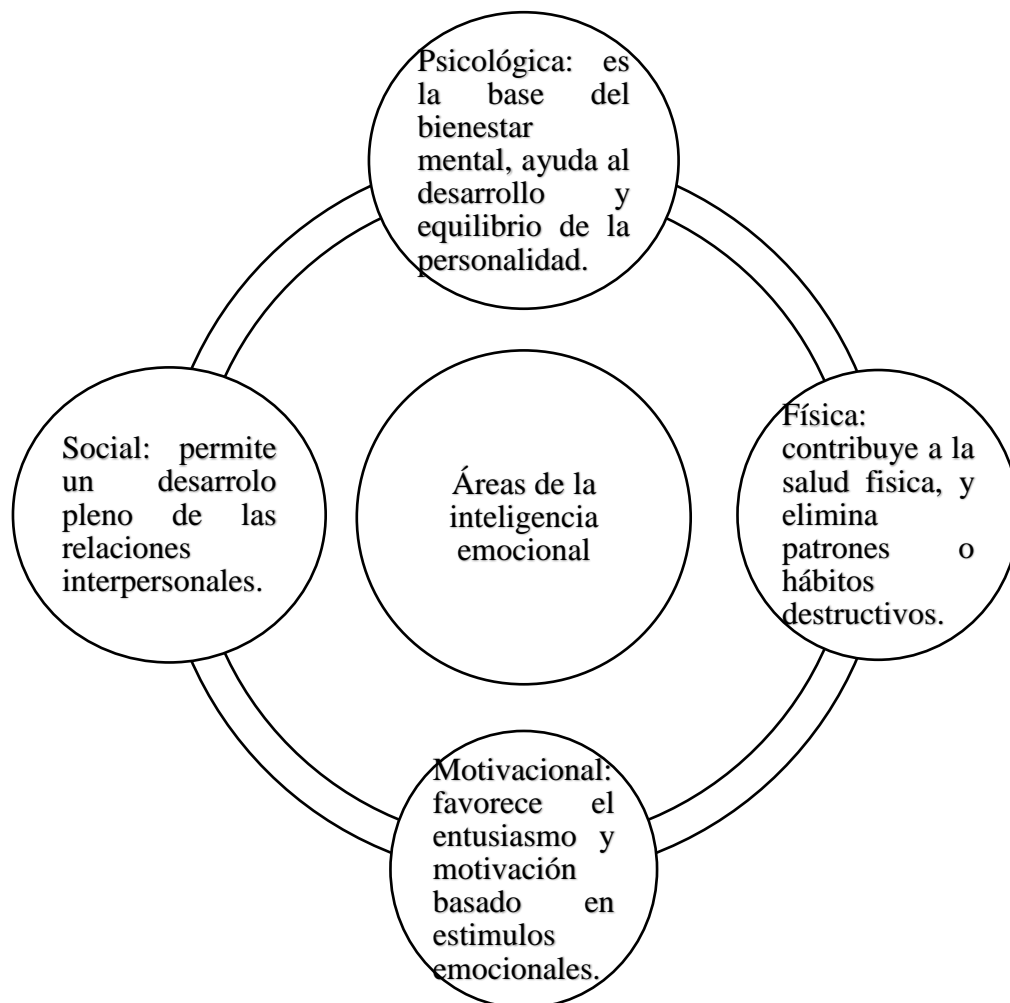 Psicológica: es
la base del
bienestar
mental, ayuda al
desarrollo y
equilibrio de la
personalidad.
Social: permite
un desarrolo
pleno de las
relaciones
interpersonales.
Áreas de la
inteligencia
emocional
Física:
contribuye a la
salud fisica, y
elimina
patrones o
hábitos
destructivos.
Motivacional:
favorece el
entusiasmo y
motivación
basado en
estimulos
emocionales.